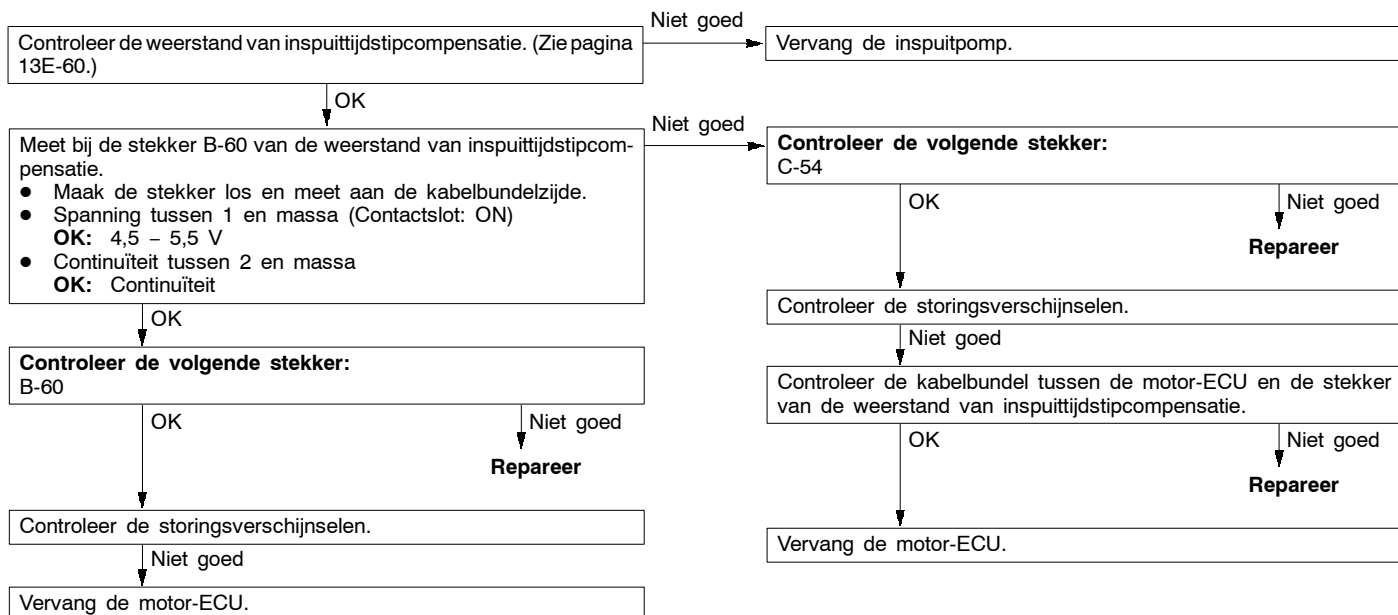 Controleer de weerstand van inspuittijdstipcompensatie. (Zie pagina
13E-60.)
Niet goed
Vervang de inspuitpomp.
OK
Meet bij de stekker B-60 van de weerstand van inspuittijdstipcom-
pensatie.
● Maak de stekker los en meet aan de kabelbundelzijde.
● Spanning tussen 1 en massa (Contactslot: ON)
OK: 4,5 – 5,5 V
● Continuïteit tussen 2 en massa
OK: Continuïteit
Niet goed
Controleer de volgende stekker:
C-54
OK
Niet goed
Repareer
Controleer de storingsverschijnselen.
Niet goed
Controleer de kabelbundel tussen de motor-ECU en de stekker
van de weerstand van inspuittijdstipcompensatie.
OK
Niet goed
Repareer
Vervang de motor-ECU.
OK
Controleer de volgende stekker:
B-60
OK
Niet goed
Repareer
Controleer de storingsverschijnselen.
Niet goed
Vervang de motor-ECU.